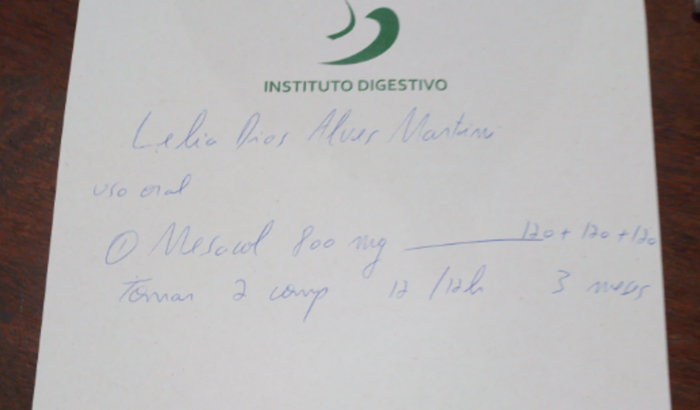 INSTITUTO DIGESTIVO
Lelia Dias Alves Martins
uso oral
① Mesacol 800 mg 120 + 120 + 120
Tomar 2 comp 12/12h 3 meses